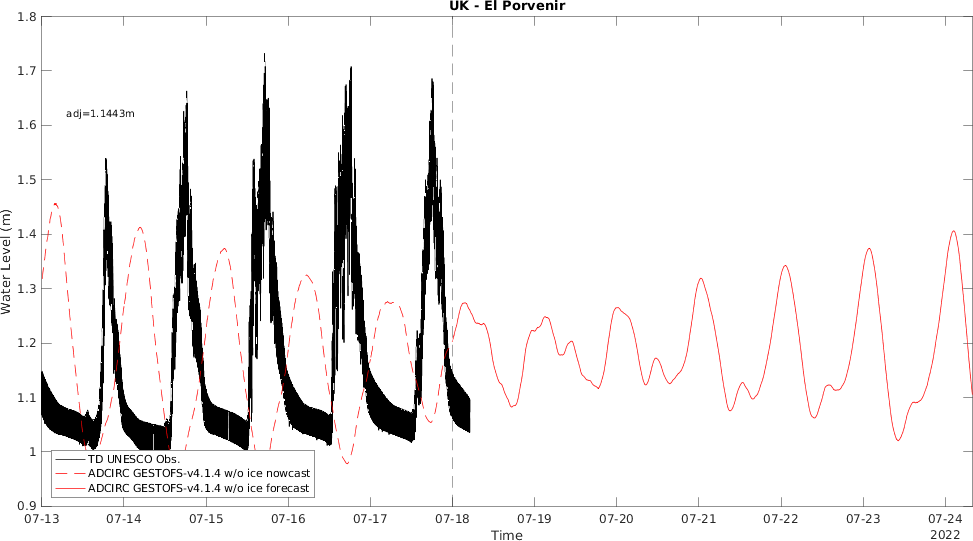 UK - El Porvenir
1.8
1.7
1.6
1.5
1.4
1.3
1.2
1.1
1
0.9
Water Level (m)
adj=1.1443m
TD UNESCO Obs.
ADCIRC GESTOFS-v4.1.4 w/o ice nowcast
ADCIRC GESTOFS-v4.1.4 w/o ice forecast
07-13 07-14 07-15 07-16 07-17 07-18 07-19 07-20 07-21 07-22 07-23 07-24
Time
2022